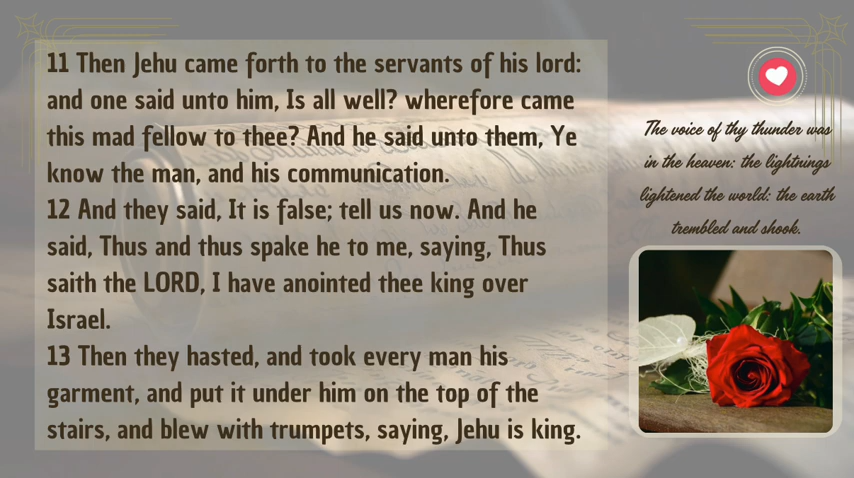 11 Then Jehu came forth to the servants of his lord:
and one said unto him, Is all well? wherefore came
this mad fellow to thee? And he said unto them, Ye
know the man, and his communication.
12 And they said, It is false; tell us now. And he
said, Thus and thus spake he to me, saying, Thus
saith the LORD, I have anointed thee king over
Israel.
13 Then they hasted, and took every man his
garment, and put it under him on the top of the
stairs, and blew with trumpets, saying, Jehu is king.
The voice of thy thunder was
in the heaven: the lightnings
lightened the world: the earth
trembled and shook.